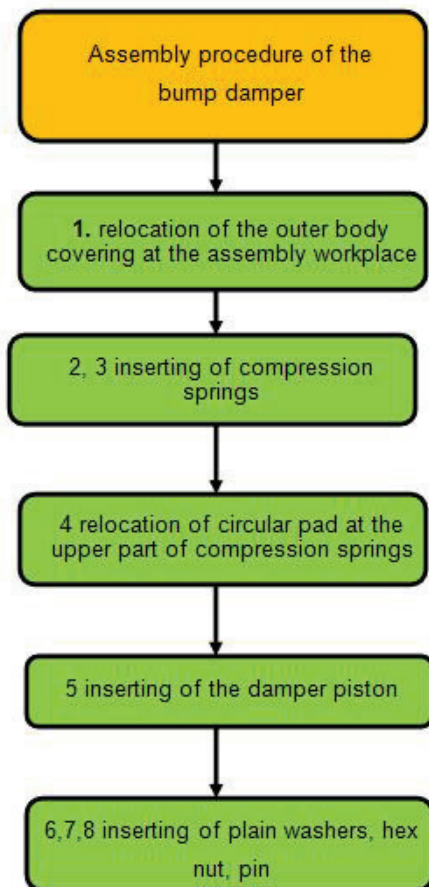 Assembly procedure of the
bump damper
1. relocation of the outer body
covering at the assembly workplace
2, 3 inserting of compression
springs
4 relocation of circular pad at the
upper part of compression springs
5 inserting of the damper piston
6,7,8 inserting of plain washers, hex
nut, pin